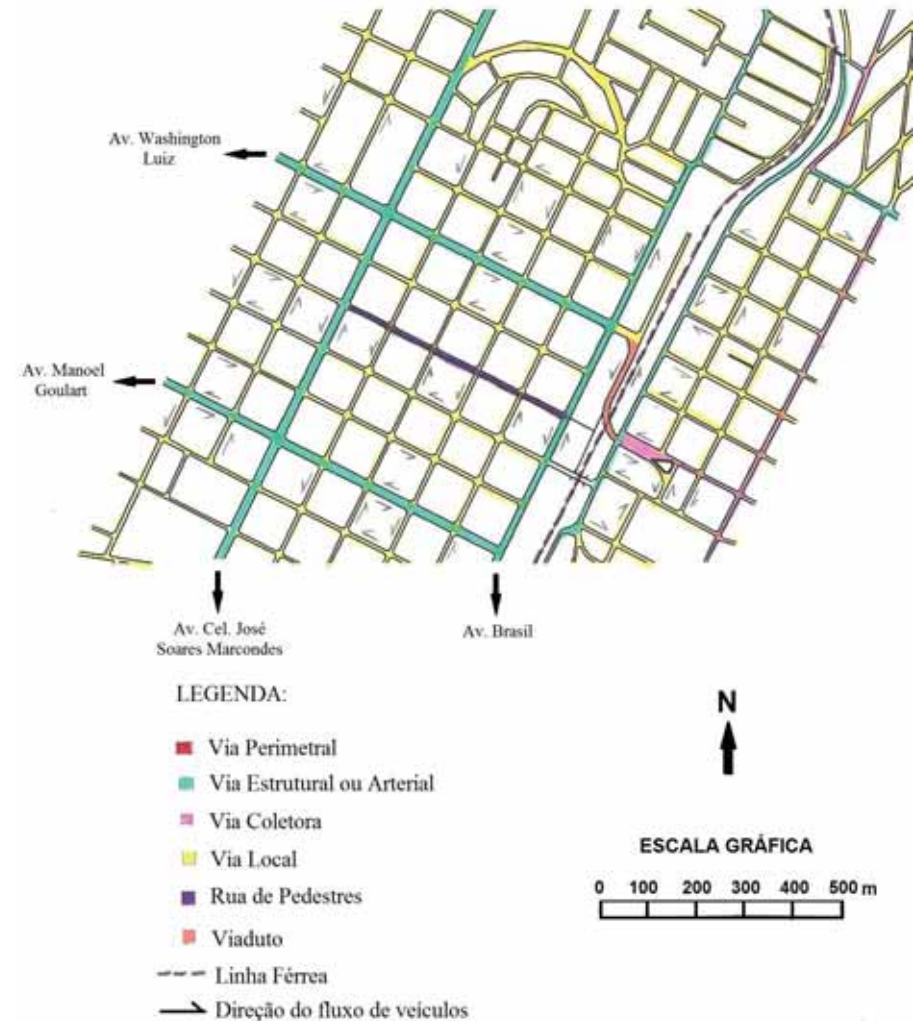 Av. Washington
Luiz
Av. Manoel
Goulart
Av. Cel. José
Soares Marcondes
Av. Brasil
LEGENDA:
Via Perimetral
Via Estrutural ou Arterial
Via Coletora
Via Local
Rua de Pedestres
Viaduto
Linha Férrea
Direção do fluxo de veículos
N
ESCALA GRÁFICA
0 100 200 300 400 500 m